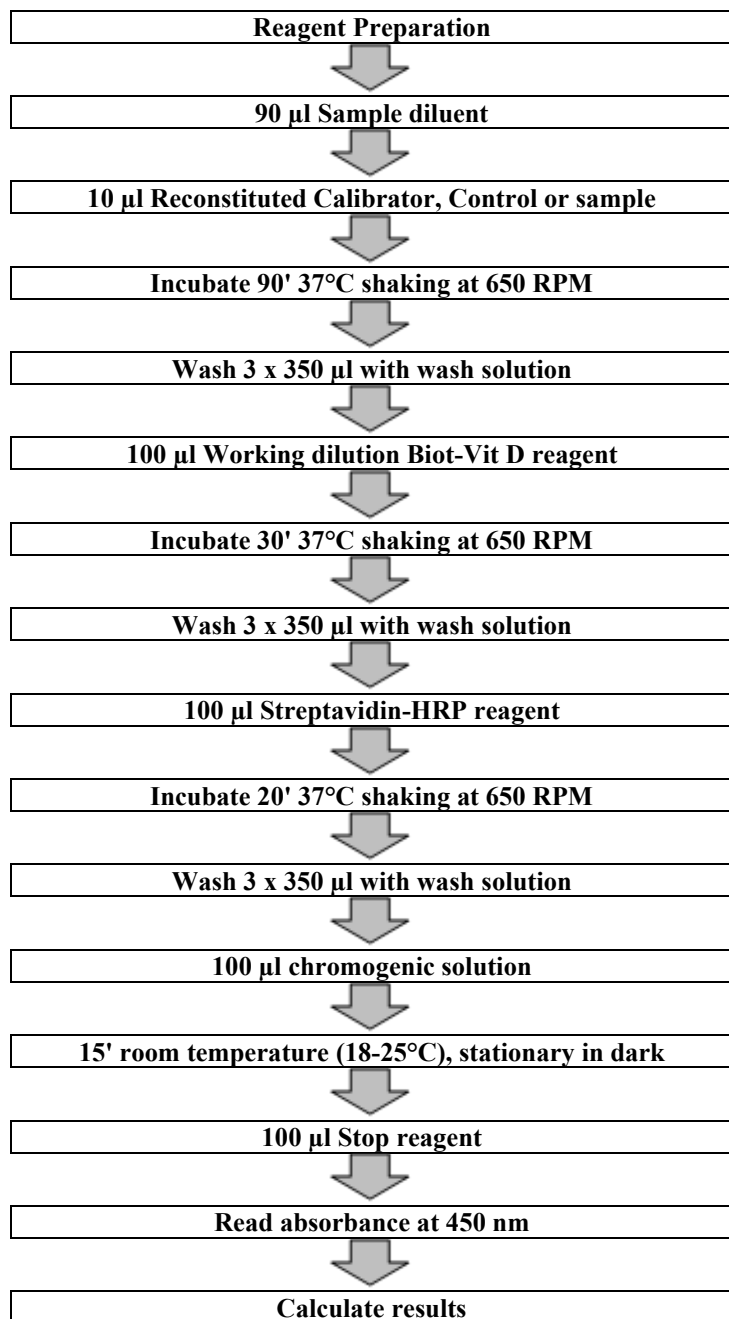 Reagent Preparation
90 µl Sample diluent
10 µl Reconstituted Calibrator, Control or sample
Incubate 90' 37°C shaking at 650 RPM
Wash 3 x 350 µl with wash solution
100 µl Working dilution Biot-Vit D reagent
Incubate 30' 37°C shaking at 650 RPM
Wash 3 x 350 µl with wash solution
100 µl Streptavidin-HRP reagent
Incubate 20' 37°C shaking at 650 RPM
Wash 3 x 350 µl with wash solution
100 µl chromogenic solution
15' room temperature (18-25°C), stationary in dark
100 µl Stop reagent
Read absorbance at 450 nm
Calculate results